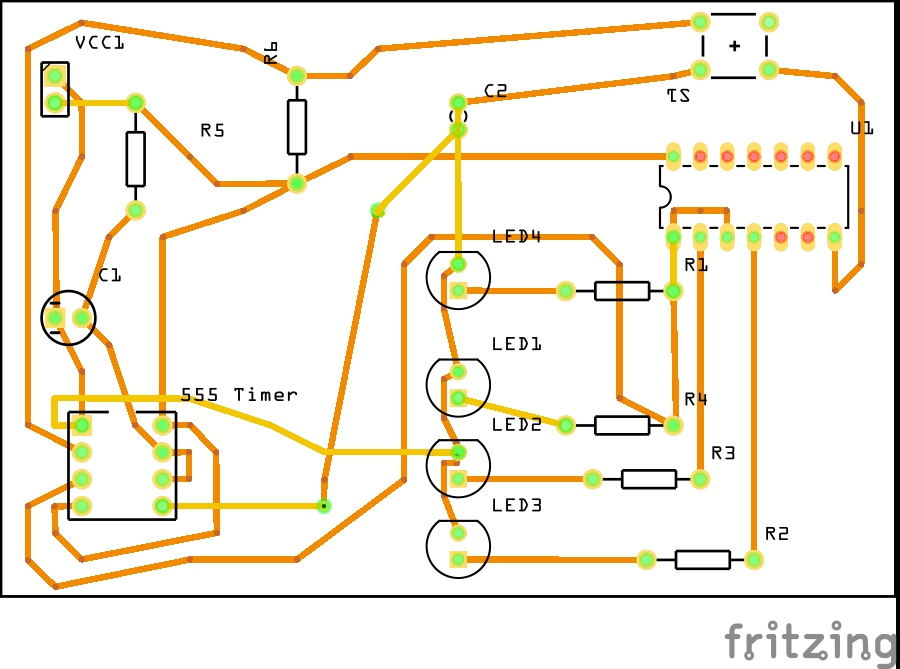 VCC1
R6
C2
S1
R5
U1
LED4
R1
C1
LED1
555 Timer
R4
LED2
R3
LED3
R2
fritzing